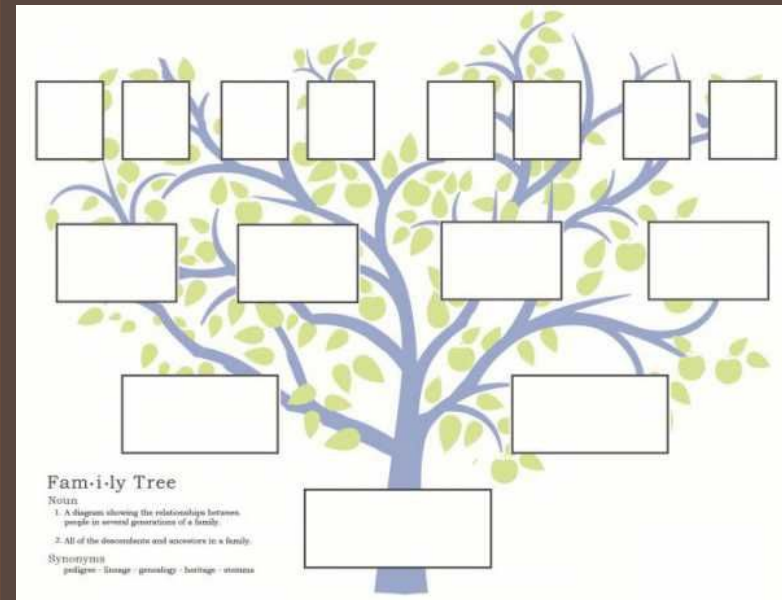 Fam·i·ly Tree
Noun
1. A diagram showing the relationships between
people in several generations of a family.
2. All of the descendants and ancestors in a family.
Synonyms
pedigree - lineage - genealogy - heritage - stemma